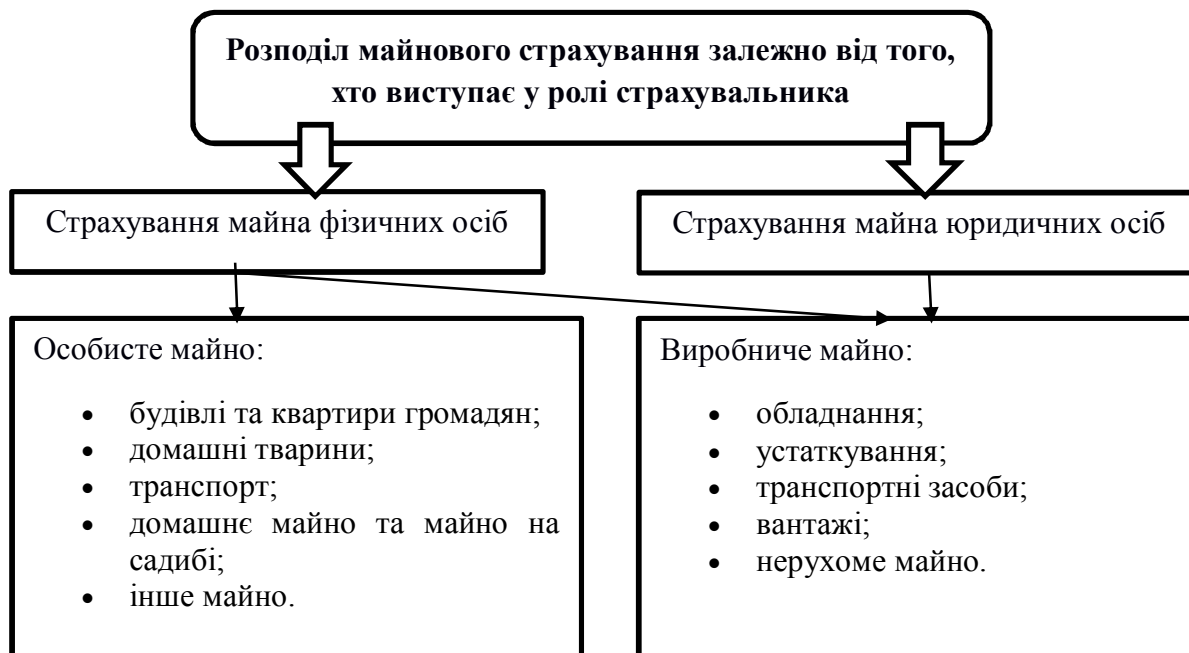 Розподіл майнового страхування залежно від того,
хто виступає у ролі страхувальника
Страхування майна фізичних осіб
Страхування майна юридичних осіб
Особисте майно:
• будівлі та квартири громадян;
• домашні тварини;
• транспорт;
• домашнє майно та майно на
садибі;
• інше майно.
Виробниче майно:
• обладнання;
• устаткування;
• транспортні засоби;
• вантажі;
• нерухоме майно.